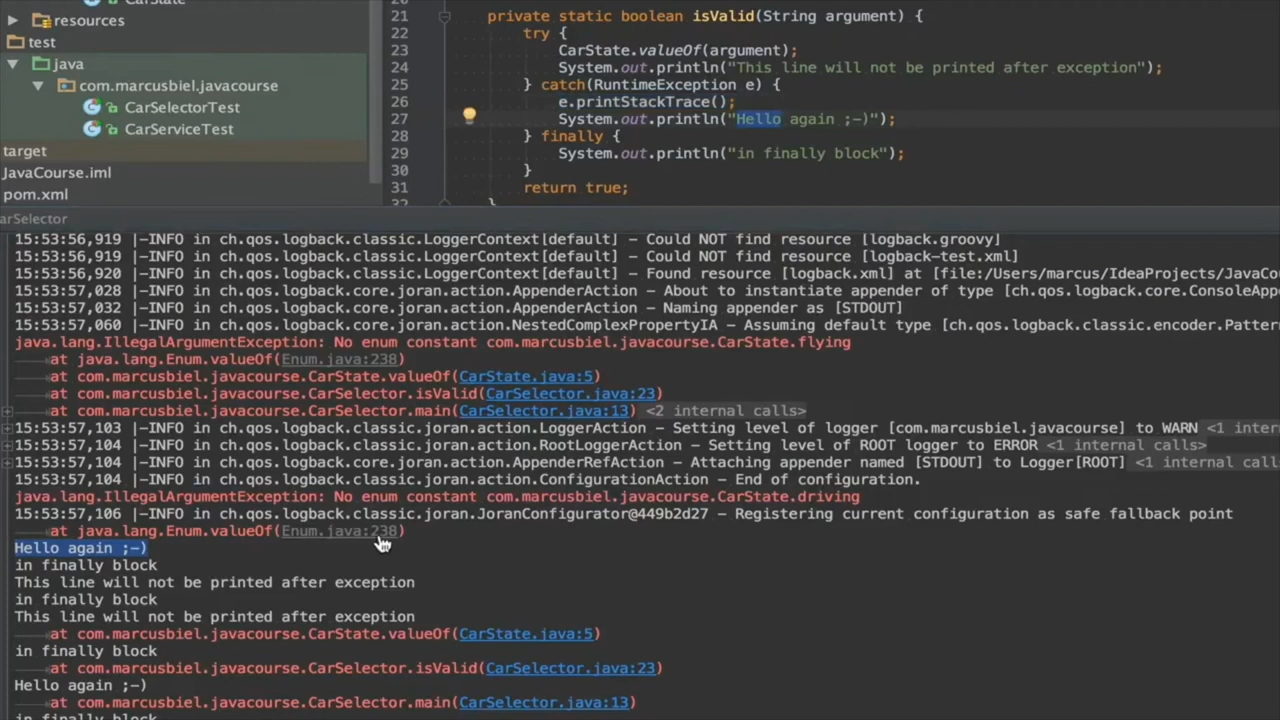 CarState
resources
test
java
com.marcusbiel.javacourse
CarSelectorTest
CarServiceTest
target
JavaCourse.iml
pom.xml
20
21 private static boolean isValid(String argument) {
22 try {
23 CarState.valueOf(argument);
24 System.out.println("This line will not be printed after exception");
25 } catch(RuntimeException e) {
26 e.printStackTrace();
27 System.out.println("Hello again ;-)");
28 } finally {
29 System.out.println("in finally block");
30 }
31 return true;
32 }
arSelector
15:53:56,919 |-INFO in ch.qos.logback.classic.LoggerContext[default] - Could NOT find resource [logback.groovy]
15:53:56,919 |-INFO in ch.qos.logback.classic.LoggerContext[default] - Could NOT find resource [logback-test.xml]
15:53:56,920 |-INFO in ch.qos.logback.classic.LoggerContext[default] - Found resource [logback.xml] at [file:/Users/marcus/IdeaProjects/JavaCo
15:53:57,028 |-INFO in ch.qos.logback.core.joran.action.AppenderAction - About to instantiate appender of type [ch.qos.logback.core.ConsoleAppe
15:53:57,032 |-INFO in ch.qos.logback.core.joran.action.AppenderAction - Naming appender as [STDOUT]
15:53:57,060 |-INFO in ch.qos.logback.core.joran.action.NestedComplexPropertyIA - Assuming default type [ch.qos.logback.classic.encoder.Pattern
java.lang.IllegalArgumentException: No enum constant com.marcusbiel.javacourse.CarState.flying
at java.lang.Enum.valueOf(Enum.java:238)
at com.marcusbiel.javacourse.CarState.valueOf(CarState.java:5)
at com.marcusbiel.javacourse.CarSelector.isValid(CarSelector.java:23)
at com.marcusbiel.javacourse.CarSelector.main(CarSelector.java:13) <2 internal calls>
15:53:57,103 |-INFO in ch.qos.logback.classic.joran.action.LoggerAction - Setting level of logger [com.marcusbiel.javacourse] to WARN <1 intern
15:53:57,104 |-INFO in ch.qos.logback.classic.joran.action.RootLoggerAction - Setting level of ROOT logger to ERROR <1 internal calls>
15:53:57,104 |-INFO in ch.qos.logback.core.joran.action.AppenderRefAction - Attaching appender named [STDOUT] to Logger[ROOT] <1 internal calls
15:53:57,104 |-INFO in ch.qos.logback.classic.joran.action.ConfigurationAction - End of configuration.
java.lang.IllegalArgumentException: No enum constant com.marcusbiel.javacourse.CarState.driving
15:53:57,106 |-INFO in ch.qos.logback.classic.joran.JoranConfigurator@449b2d27 - Registering current configuration as safe fallback point
at java.lang.Enum.valueOf(Enum.java:238)
Hello again ;-)
in finally block
This line will not be printed after exception
in finally block
This line will not be printed after exception
at com.marcusbiel.javacourse.CarState.valueOf(CarState.java:5)
in finally block
at com.marcusbiel.javacourse.CarSelector.isValid(CarSelector.java:23)
Hello again ;-)
at com.marcusbiel.javacourse.CarSelector.main(CarSelector.java:13)
in finally block